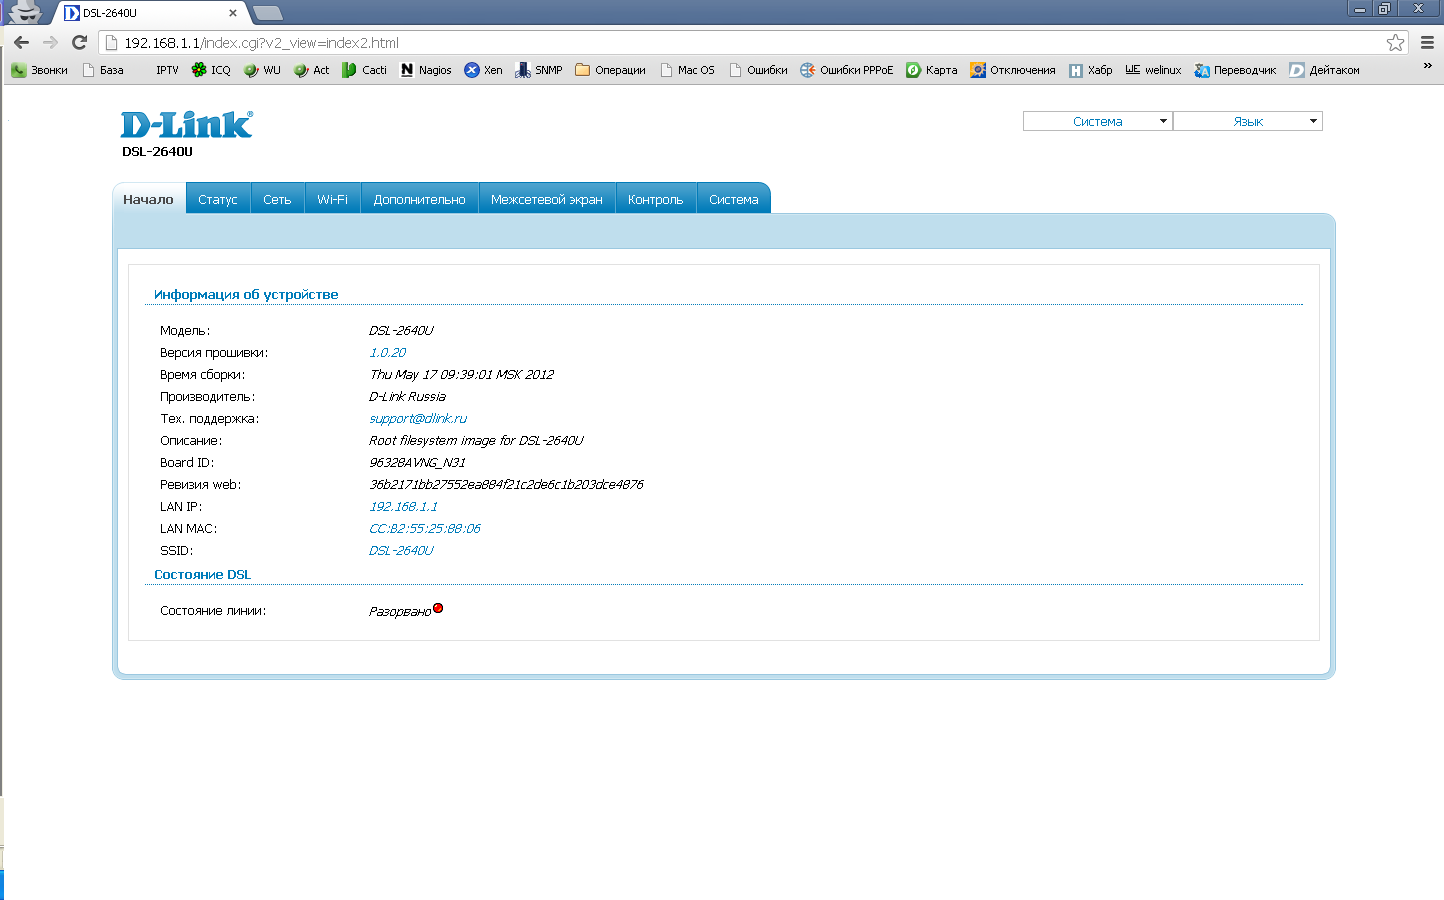 DSL-2640U
192.168.1.1/index.cgi?v2_view=index2.html
Звонки База IPTV ICQ WU Act Cacti Nagios Xen SNMP Операции Mac OS Ошибки Ошибки PPPoE Карта Отключения Хабр welinux Переводчик Дейтаком »
D-Link®
DSL-2640U
Система Язык
Начало Статус Сеть Wi-Fi Дополнительно Межсетевой экран Контроль Система
Информация об устройстве
Модель: DSL-2640U
Версия прошивки: 1.0.20
Время сборки: Thu May 17 09:39:01 MSK 2012
Производитель: D-Link Russia
Тех. поддержка: support@dlink.ru
Описание: Root filesystem image for DSL-2640U
Board ID: 96328AVNG_N31
Ревизия web: 36b2171bb27552ea884f21c2de6c1b203dce4876
LAN IP: 192.168.1.1
LAN MAC: CC:B2:55:25:88:06
SSID: DSL-2640U
Состояние DSL
Состояние линии: Разорвано